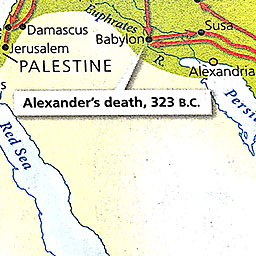 Euphrates
Damascus
Susa
Babylon
Jerusalem
R.
PALESTINE
Alexandria
Alexander's death, 323 B.C.
Persi
Red Sea